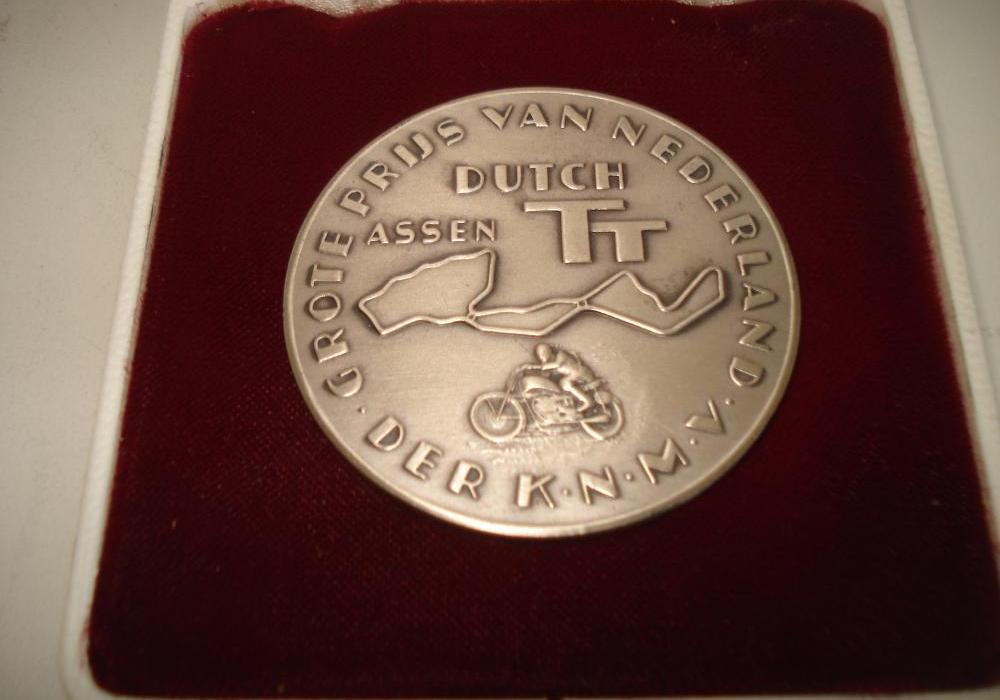 GROTE PRIJS VAN NEDERLAND
DUTCH
TT
ASSEN
DER K·N·M·V·